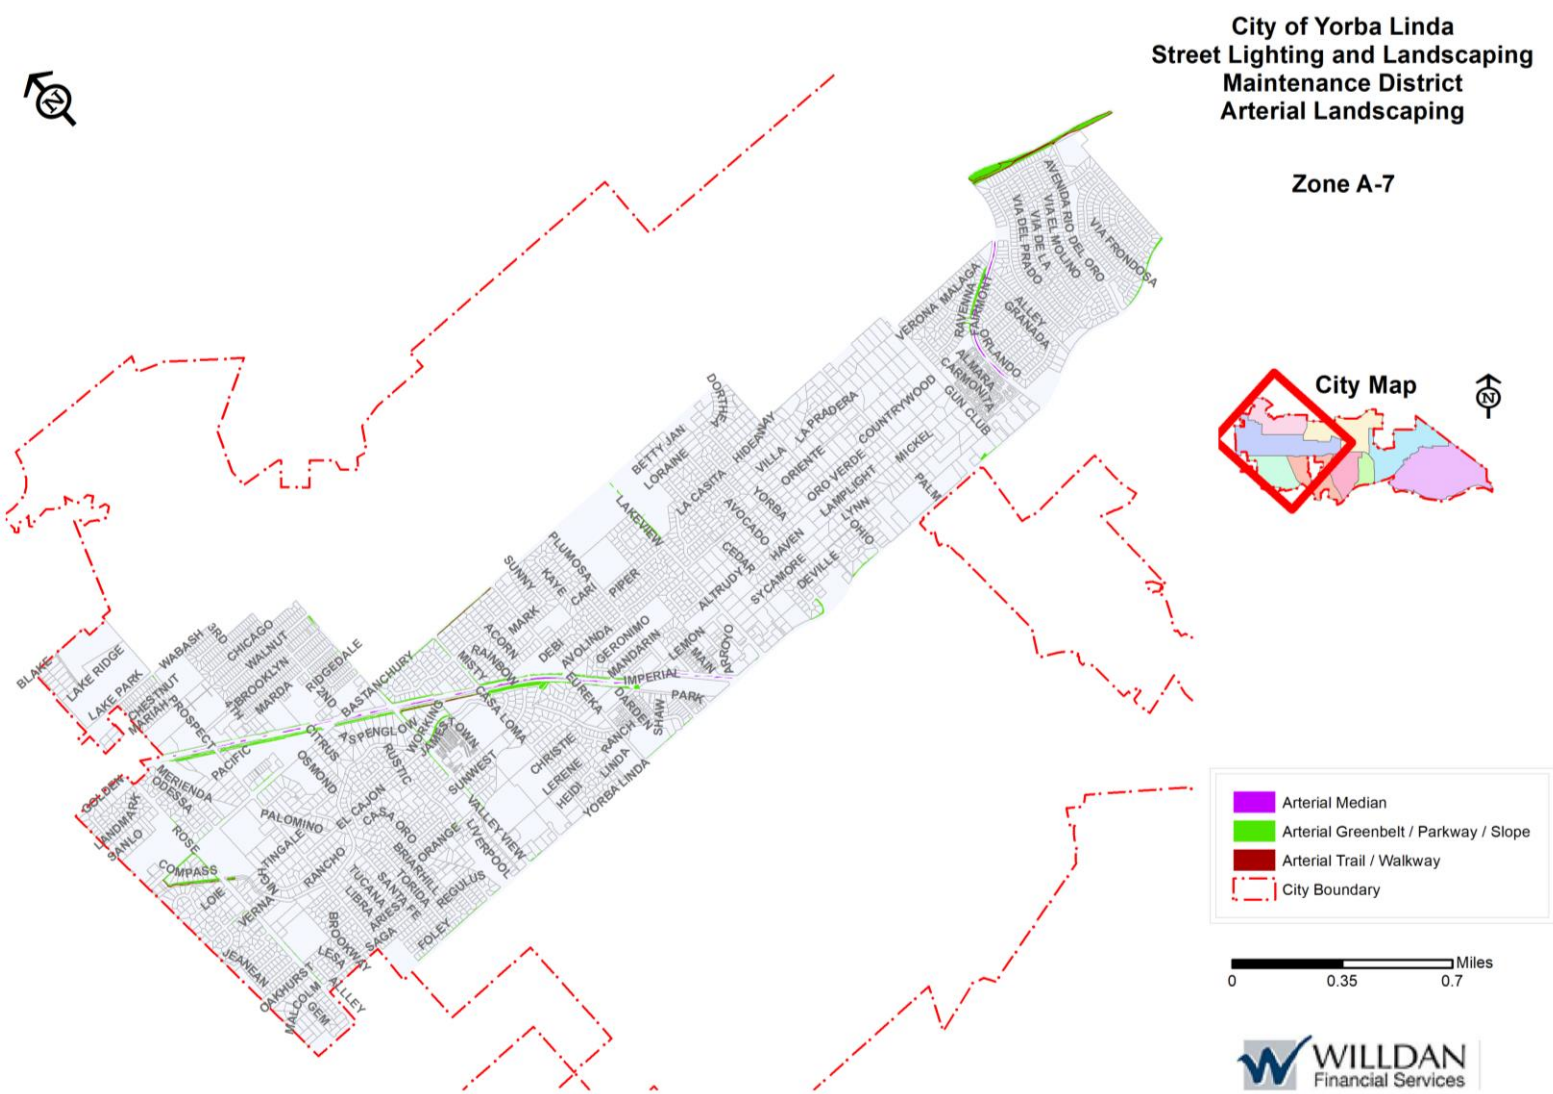 City of Yorba Linda
Street Lighting and Landscaping
Maintenance District
Arterial Landscaping
Zone A-7
N
AVENIDA RIO DEL ORO
VIA EL MOLINO
VIA DE LA
VIA DEL PRADO
VIA FRONDOSA
ALLEY
GRANADA
MALAGA
VERONA
RAVENNA
FAIRMONT
ORLANDO
ALMARA
CARMONITA
GUN CLUB
DORTHEA
HIDEAWAY
LA PRADERA
COUNTRYWOOD
BETTY JAN
LORAINE
VILLA
ORIENTE
MICKEL
LA CASITA
ORO VERDE
LAMPLIGHT
PALM
LAKEVIEW
YORBA
AVOCADO
LYNN
OHIO
PLUMOSA
SUNNY
KAYE
CARI
PIPER
CEDAR
HAVEN
ALTRUDY
SYCAMORE
DEVILLE
MARK
ACORN
RAINBOW
MISTY
DEBI
AVOLINDA
GERONIMO
MANDARIN
LEMON
MAIN
ARROYO
IMPERIAL
PARK
BLAKE
LAKE RIDGE
LAKE PARK
WABASH
3RD
CHICAGO
WALNUT
BROOKLYN
MARDA
RIDGEDALE
2ND
4TH
BASTANCHURY
CHESTNUT
MARIAH
PROSPECT
CASA LOMA
EUREKA
DARDEN
SHAW
RANCH
LINDA
YORBA LINDA
CHRISTIE
LERENE
HEIDI
CITRUS
ASPENGLOW
WORKING
JAMES
TOWN
RUSTIC
SUNWEST
OSMOND
PACIFIC
MERIENDA
ODESSA
GOLDEN
LANDMARK
SANLO
ROSE
PALOMINO
EL CAJON
CASA ORO
VALLEY VIEW
LIVERPOOL
ORANGE
BRIARHILL
TORIDA
SANTA FE
TUCANA
LIBRA
ARIES
SAGA
REGULUS
FOLEY
TINGALE
NIGH
RANCHO
VERNA
COMPASS
LOIE
JEANEAN
BROOKWAY
LESA
OAKHURST
MALCOLM
GEM
ALLLEY
City Map
N
Arterial Median
Arterial Greenbelt / Parkway / Slope
Arterial Trail / Walkway
City Boundary
Miles
0 0.35 0.7
WILLDAN
Financial Services